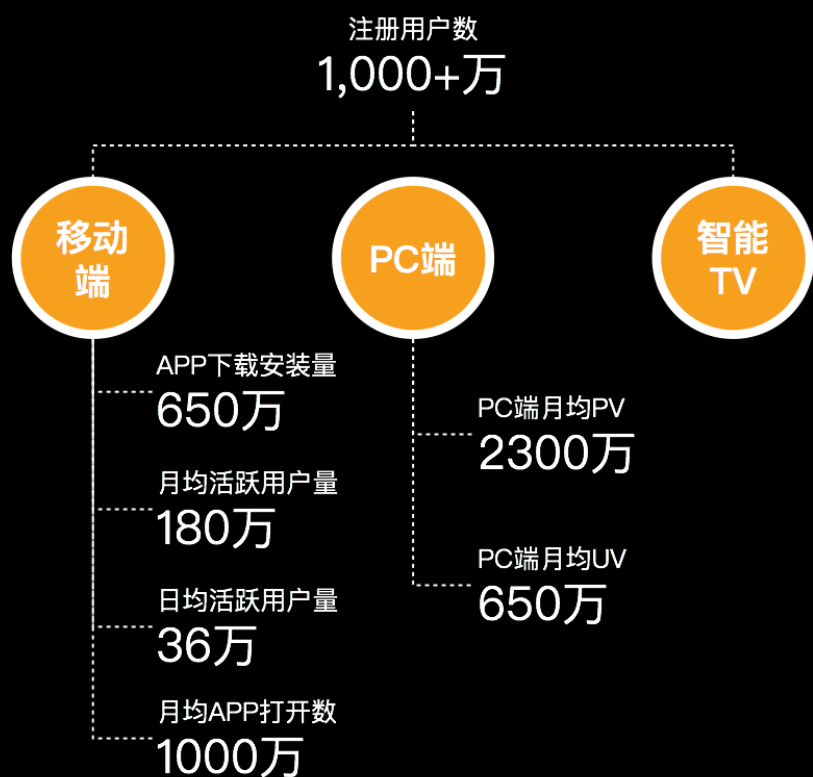 注册用户数
1,000+万
移动
端
PC端
智能
TV
APP下载安装量
650万
月均活跃用户量
180万
日均活跃用户量
36万
月均APP打开数
1000万
PC端月均PV
2300万
PC端月均UV
650万